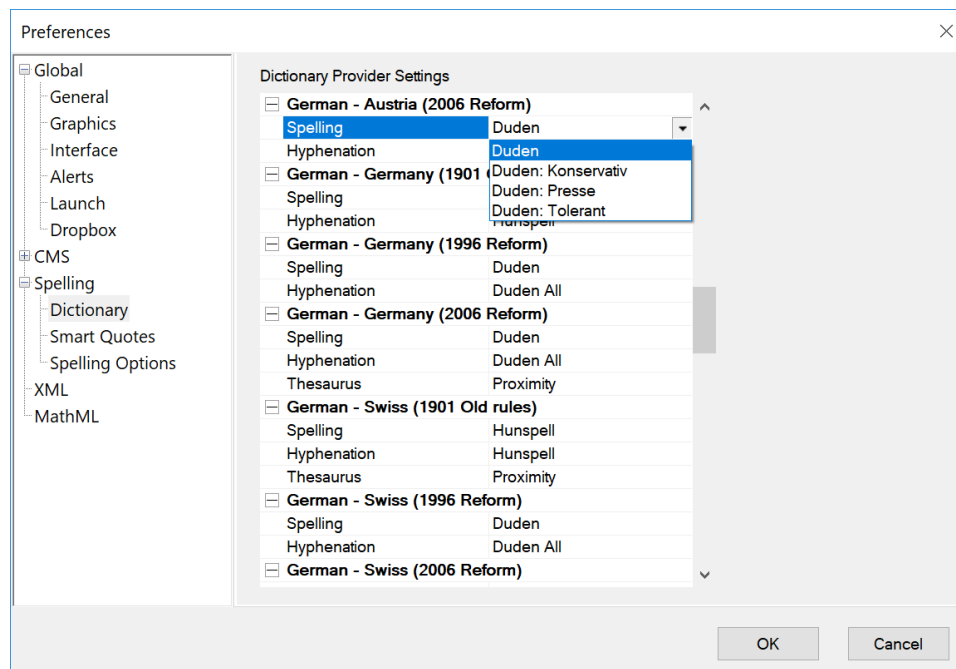 Preferences
Global
General
Graphics
Interface
Alerts
Launch
Dropbox
CMS
Spelling
Dictionary
Smart Quotes
Spelling Options
XML
MathML
Dictionary Provider Settings
German - Austria (2006 Reform)
Spelling Duden
Hyphenation
Duden
Duden: Konservativ
Duden: Presse
Duden: Tolerant
German - Germany (1901
Spelling
Hyphenation Hunspell
German - Germany (1996 Reform)
Spelling Duden
Hyphenation Duden All
German - Germany (2006 Reform)
Spelling Duden
Hyphenation Duden All
Thesaurus Proximity
German - Swiss (1901 Old rules)
Spelling Hunspell
Hyphenation Hunspell
Thesaurus Proximity
German - Swiss (1996 Reform)
Spelling Duden
Hyphenation Duden All
German - Swiss (2006 Reform)
OK Cancel